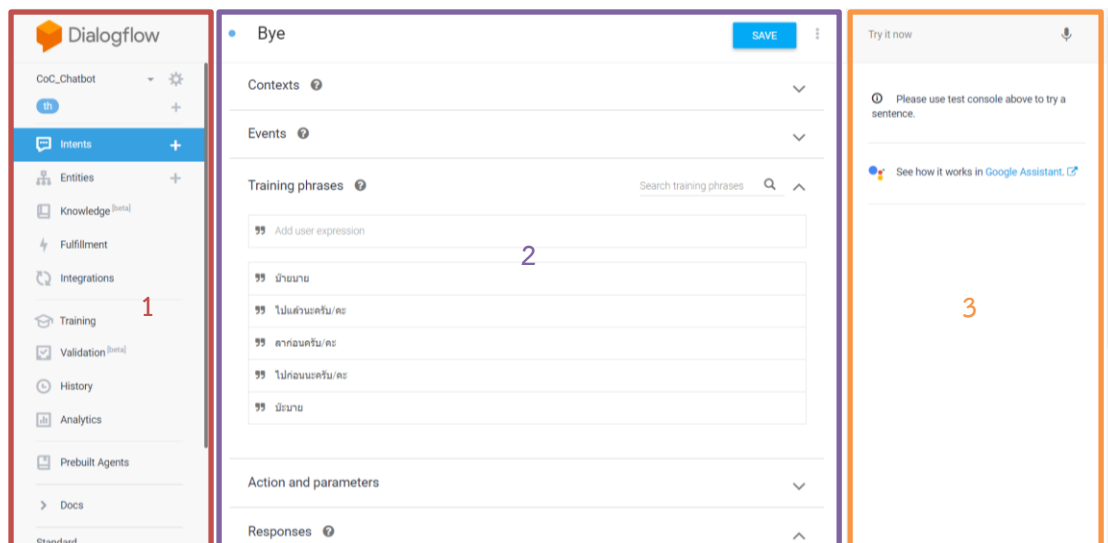 Dialogflow
CoC_Chatbot
th
Intents
Entities
Knowledge [beta]
Fulfillment
Integrations
1
Training
Validation [beta]
History
Analytics
Prebuilt Agents
Docs
Standard
Bye
SAVE
Contexts
Events
Training phrases
Search training phrases
Add user expression
2
บ๊ายบาย
ไปแล้วนะครับ/คะ
ลาก่อนครับ/คะ
ไปก่อนนะครับ/คะ
บ๊ะบาย
Action and parameters
Responses
Try it now
Please use test console above to try a
sentence.
See how it works in Google Assistant.
3